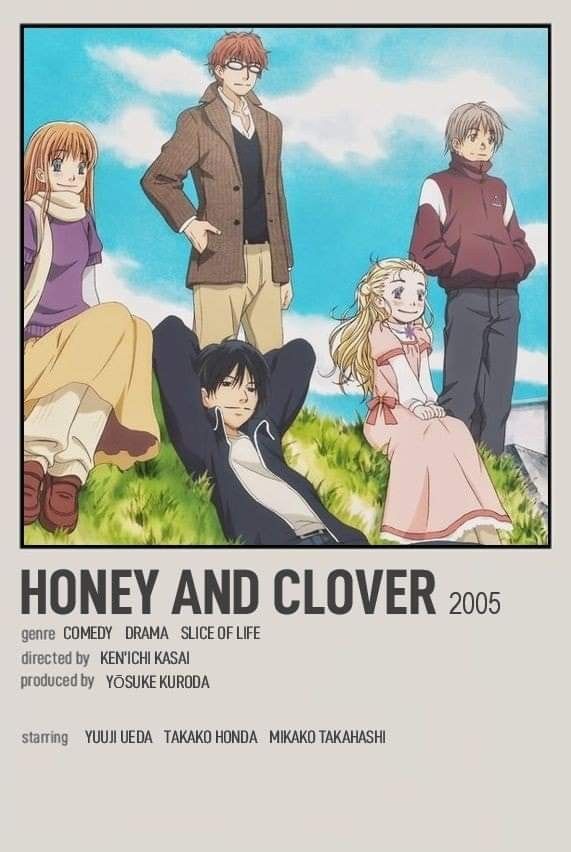 HONEY AND CLOVER 2005
genre COMEDY DRAMA SLICE OF LIFE
directed by KEN'ICHI KASAI
produced by YŌSUKE KURODA
starring YUUJI UEDA TAKAKO HONDA MIKAKO TAKAHASHI